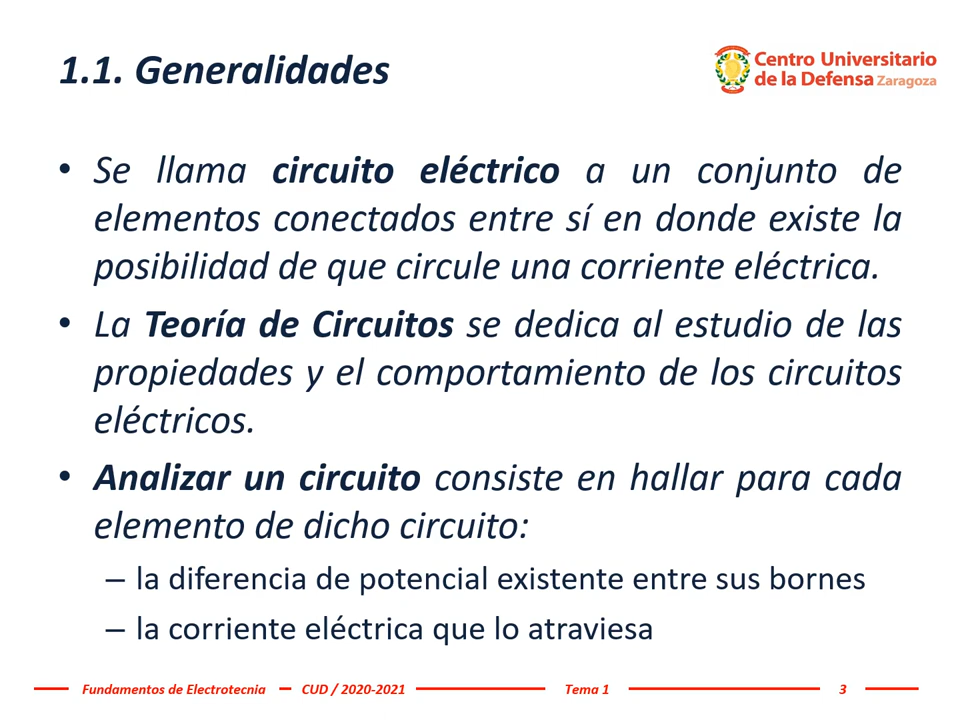 1.1. Generalidades
Centro Universitario
de la Defensa Zaragoza
• Se llama circuito eléctrico a un conjunto de
elementos conectados entre sí en donde existe la
posibilidad de que circule una corriente eléctrica.
• La Teoría de Circuitos se dedica al estudio de las
propiedades y el comportamiento de los circuitos
eléctricos.
• Analizar un circuito consiste en hallar para cada
elemento de dicho circuito:
– la diferencia de potencial existente entre sus bornes
– la corriente eléctrica que lo atraviesa
Fundamentos de Electrotecnia – CUD / 2020-2021 Tema 1 3